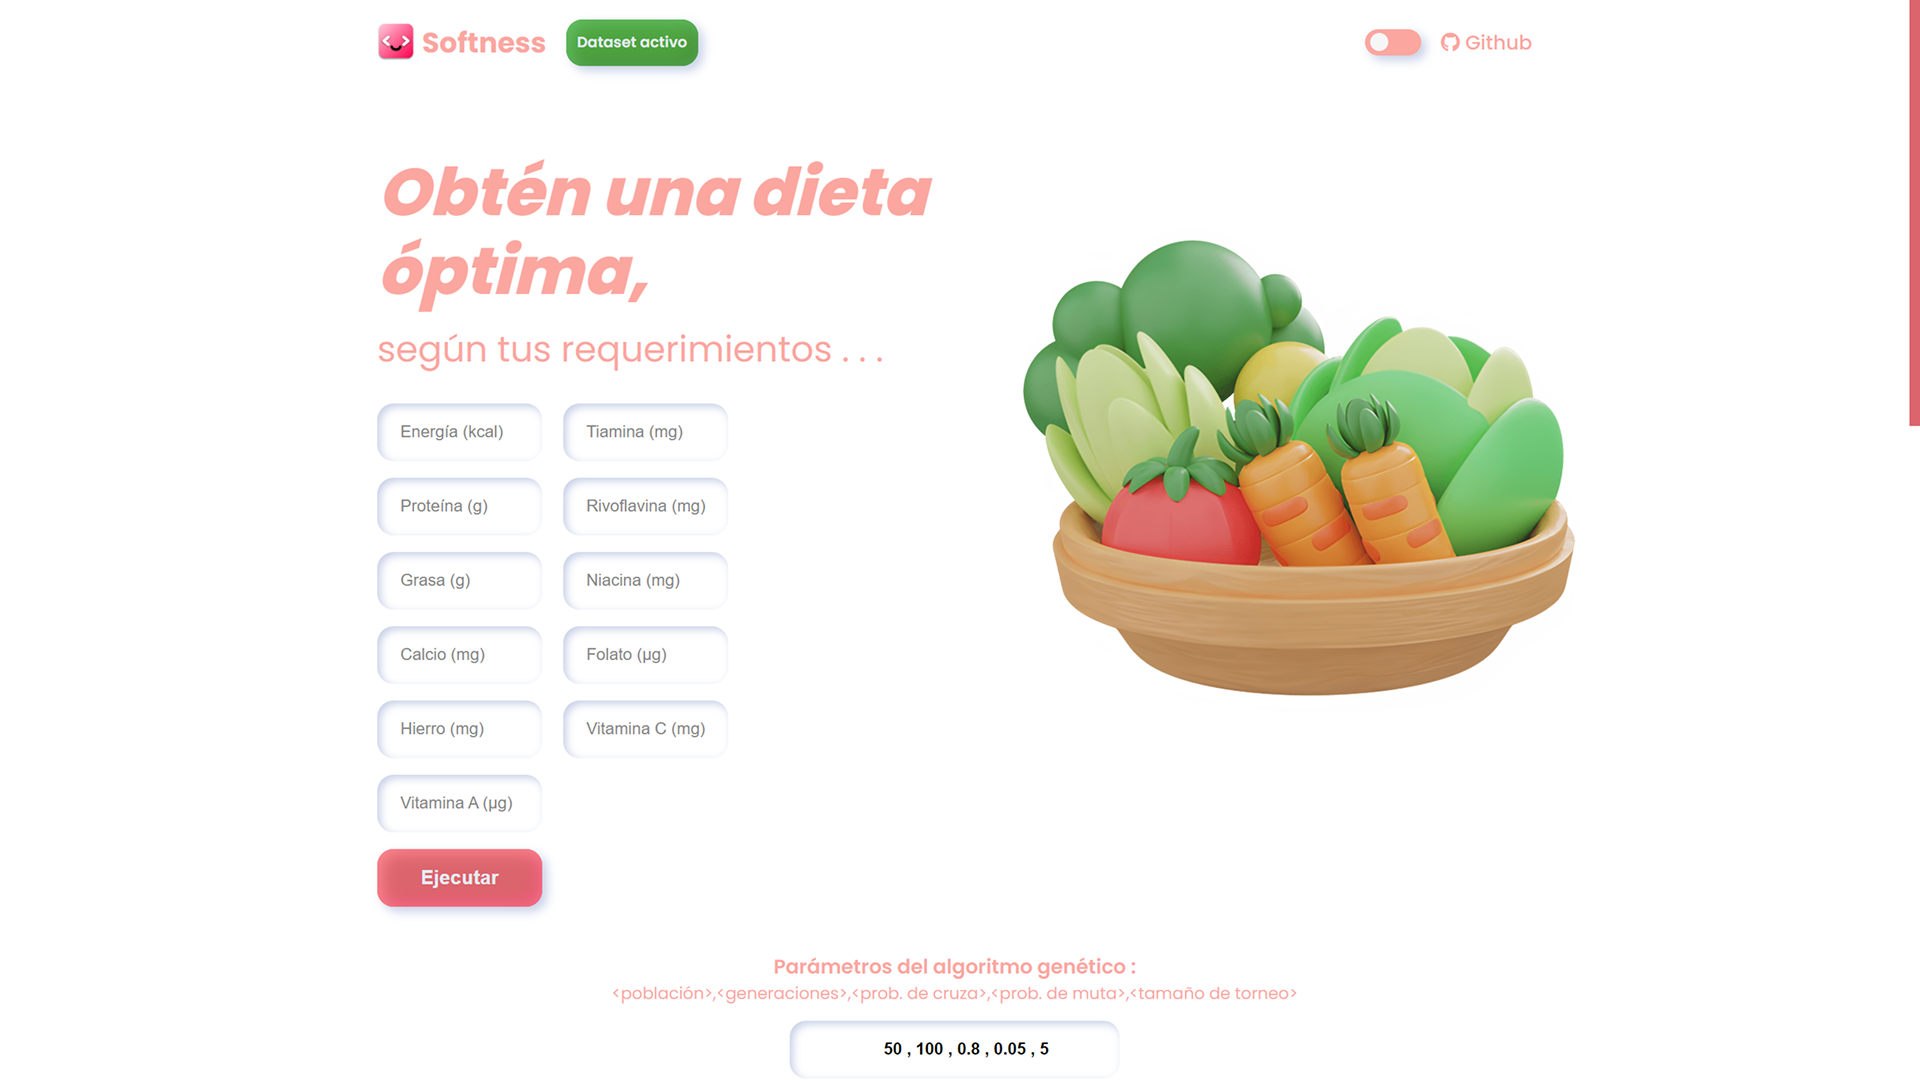 Softness
Dataset activo
Github
Obtén una dieta
óptima,
según tus requerimientos . . .
Energía (kcal)
Tiamina (mg)
Proteína (g)
Rivoflavina (mg)
Grasa (g)
Niacina (mg)
Calcio (mg)
Folato (µg)
Hierro (mg)
Vitamina C (mg)
Vitamina A (µg)
Ejecutar
Parámetros del algoritmo genético :
<población>,<generaciones>,<prob. de cruza>,<prob. de muta>,<tamaño de torneo>
50 , 100 , 0.8 , 0.05 , 5